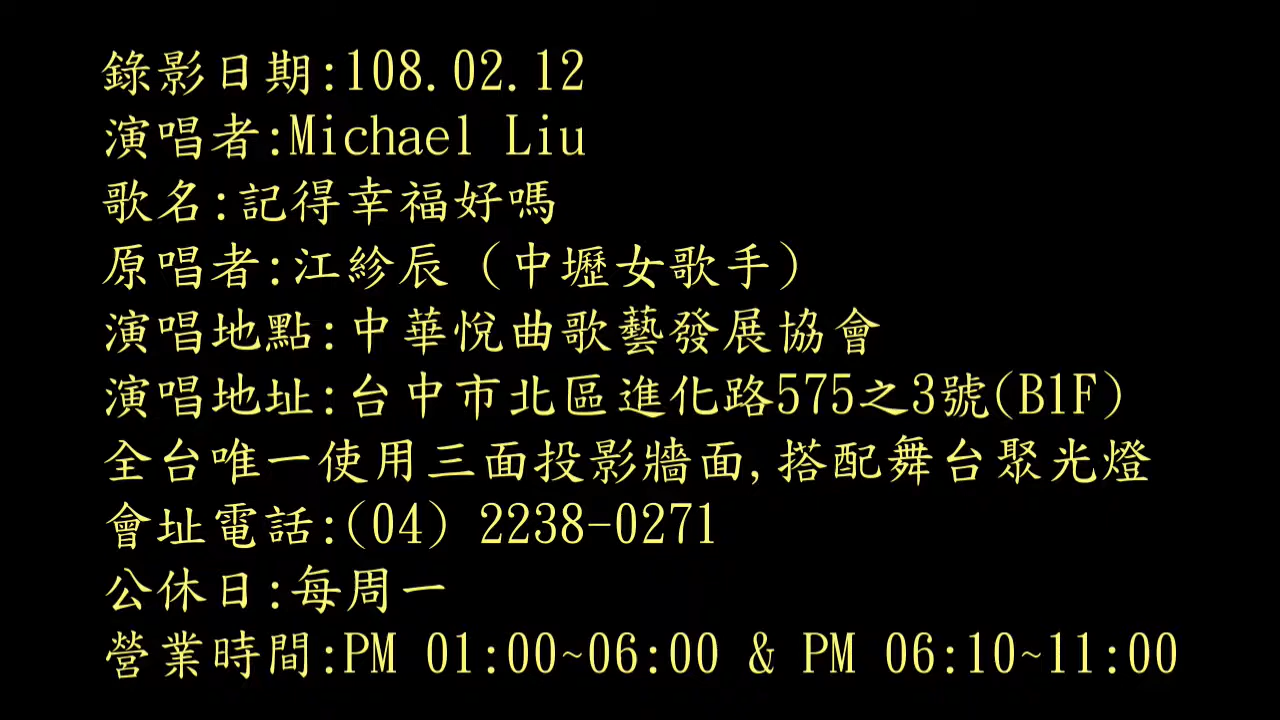 錄影日期:108.02.12
演唱者:Michael Liu
歌名:記得幸福好嗎
原唱者:江紾辰 (中壢女歌手)
演唱地點:中華悅曲歌藝發展協會
演唱地址:台中市北區進化路575之3號(B1F)
全台唯一使用三面投影牆面,搭配舞台聚光燈
會址電話:(04) 2238-0271
公休日:每周一
營業時間:PM 01:00~06:00 & PM 06:10~11:00